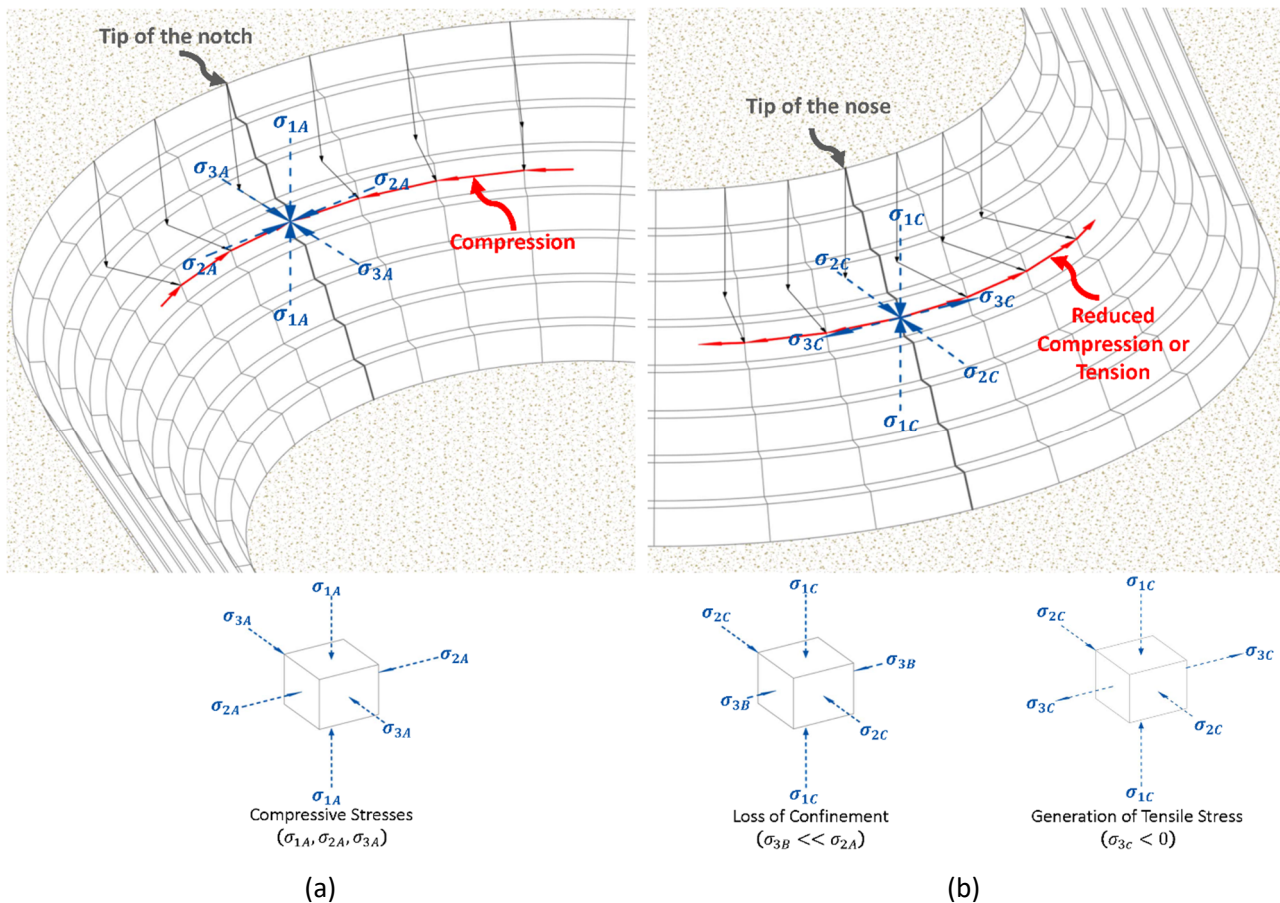 Tip of the notch
σ1A
σ3A
σ2A
Compression
σ2A
σ3A
σ1A
Tip of the nose
σ1C
σ2C
σ3C
σ3C
Reduced
Compression or
Tension
σ2C
σ1C
σ1A
σ3A
σ2A
σ2A
σ3A
σ1A
Compressive Stresses
(σ1A, σ2A, σ3A)
(a)
σ1C
σ2C
σ3B
σ3B
σ2C
σ1C
Loss of Confinement
(σ3B << σ2A)
σ1C
σ2C
σ3C
σ3C
σ2C
σ1C
Generation of Tensile Stress
(σ3c < 0)
(b)